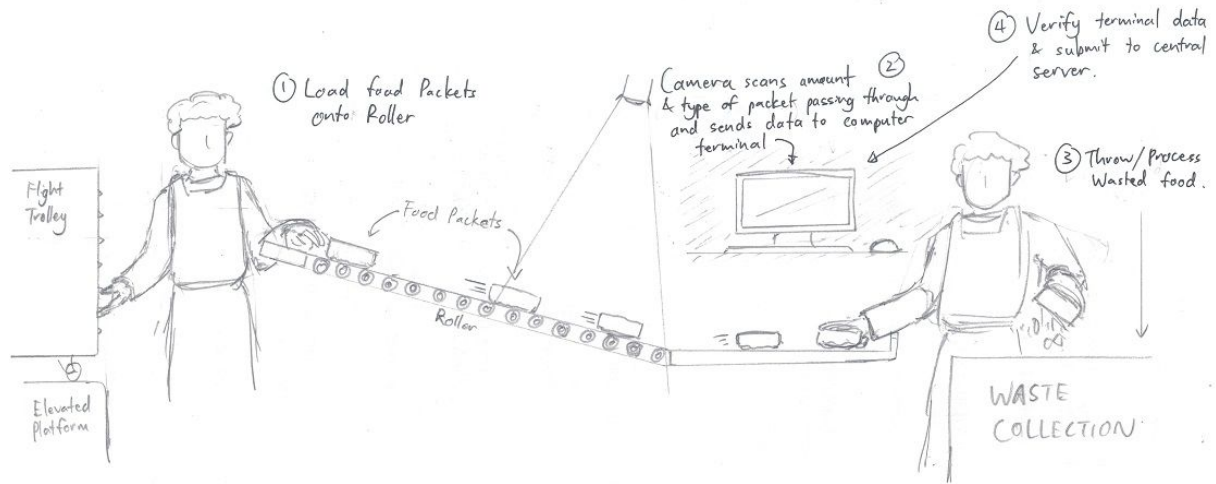 ① Load food Packets
onto Roller
Camera scans amount ②
& type of packet passing through
and sends data to computer
terminal
④ Verify terminal data
& submit to central
server.
③ Throw/Process
Wasted food.
Flight
Trolley
Food Packets
Roller
Elevated
Platform
WASTE
COLLECTION